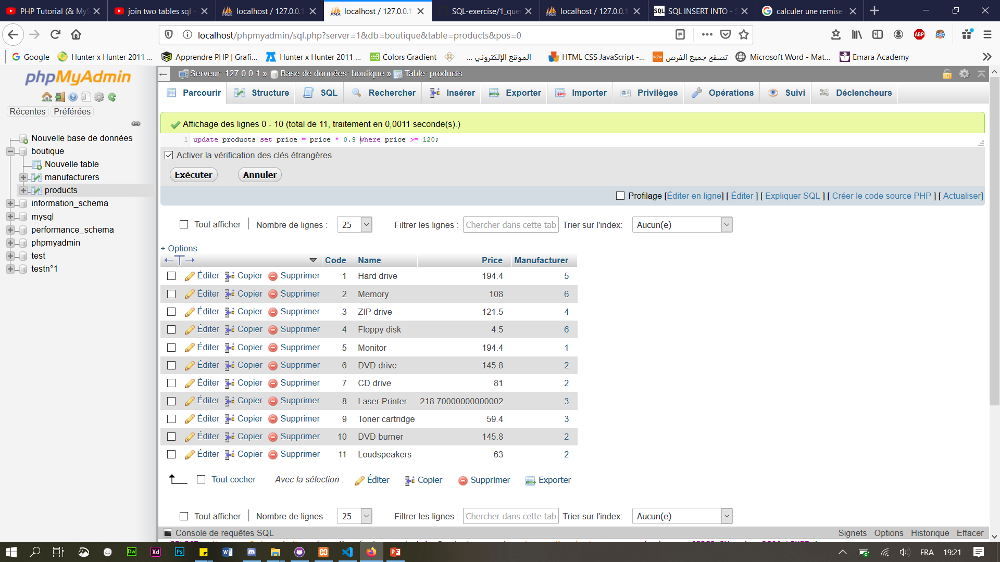 PHP Tutorial (& MyS
join two tables sql -
localhost / 127.0.0.1
localhost / 127.0.0.1
SQL-exercise/1_ques
localhost / 127.0.0.1
SQL INSERT INTO - S
calculer une remise
localhost/phpmyadmin/sql.php?server=1&db=boutique&table=products&pos=0
Google
Hunter x Hunter 2011 ...
Apprendre PHP | Grafi...
Hunter x Hunter 2011 ...
Colors Gradient
الموقع الإلكتروني ...
HTML CSS JavaScript -...
تصفح جميع الفرص
Microsoft Word - Mat...
Emara Academy
phpMyAdmin
Récentes
Préférées
Nouvelle base de données
boutique
Nouvelle table
manufacturers
products
information_schema
mysql
performance_schema
phpmyadmin
test
testn°1
Serveur: 127.0.0.1 » Base de données: boutique » Table: products
Parcourir
Structure
SQL
Rechercher
Insérer
Exporter
Importer
Privilèges
Opérations
Suivi
Déclencheurs
Affichage des lignes 0 - 10 (total de 11, traitement en 0,0011 seconde(s).)
1 update products set price = price * 0.9 where price >= 120;
Activer la vérification des clés étrangères
Exécuter
Annuler
Profilage [Éditer en ligne] [ Éditer ] [ Expliquer SQL ] [ Créer le code source PHP ] [ Actualiser]
Tout afficher
Nombre de lignes :
25
Filtrer les lignes :
Chercher dans cette tab
Trier sur l'index:
Aucun(e)
+ Options
Code Name Price Manufacturer
Éditer Copier Supprimer 1 Hard drive 194.4 5
Éditer Copier Supprimer 2 Memory 108 6
Éditer Copier Supprimer 3 ZIP drive 121.5 4
Éditer Copier Supprimer 4 Floppy disk 4.5 6
Éditer Copier Supprimer 5 Monitor 194.4 1
Éditer Copier Supprimer 6 DVD drive 145.8 2
Éditer Copier Supprimer 7 CD drive 81 2
Éditer Copier Supprimer 8 Laser Printer 218.70000000000002 3
Éditer Copier Supprimer 9 Toner cartridge 59.4 3
Éditer Copier Supprimer 10 DVD burner 145.8 2
Éditer Copier Supprimer 11 Loudspeakers 63 2
Tout cocher
Avec la sélection :
Éditer
Copier
Supprimer
Exporter
Tout afficher
Nombre de lignes :
25
Filtrer les lignes :
Chercher dans cette tab
Trier sur l'index:
Aucun(e)
Console de requêtes SQL
Signets Options Historique Effacer
FRA
19:21